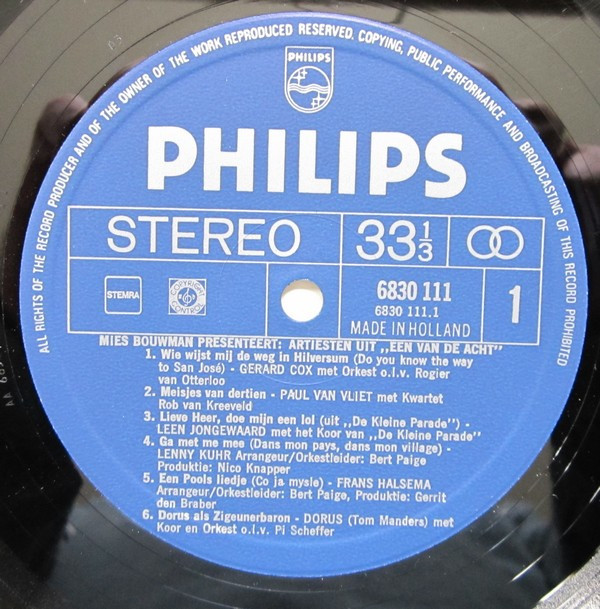 ALL RIGHTS OF THE RECORD PRODUCER AND OF THE OWNER OF THE WORK REPRODUCED RESERVED. COPYING, PUBLIC PERFORMANCE AND BROADCASTING OF THIS RECORD PROHIBITED
PHILIPS
PHILIPS
STEREO 33⅓
STEMRA COPYRIGHT CONTROL 6830 111 1
6830 111.1
MADE IN HOLLAND
MIES BOUWMAN PRESENTEERT: ARTIESTEN UIT ,,EEN VAN DE ACHT"
1. Wie wijst mij de weg in Hilversum (Do you know the way
to San José) - GERARD COX met Orkest o.l.v. Rogier
van Otterloo
2. Meisjes van dertien - PAUL VAN VLIET met Kwartet
Rob van Kreeveld
3. Lieve Heer, doe mijn een lol (uit ,,De Kleine Parade") -
LEEN JONGEWAARD met het Koor van ,,De Kleine Parade"
4. Ga met me mee (Dans mon pays, dans mon village) -
LENNY KUHR Arrangeur/Orkestleider: Bert Paige
Produktie: Nico Knapper
5. Een Pools liedje (Co ja mysle) - FRANS HALSEMA
Arrangeur/Orkestleider: Bert Paige, Produktie: Gerrit
den Braber
6. Dorus als Zigeunerbaron - DORUS (Tom Manders) met
Koor en Orkest o.l.v. Pi Scheffer